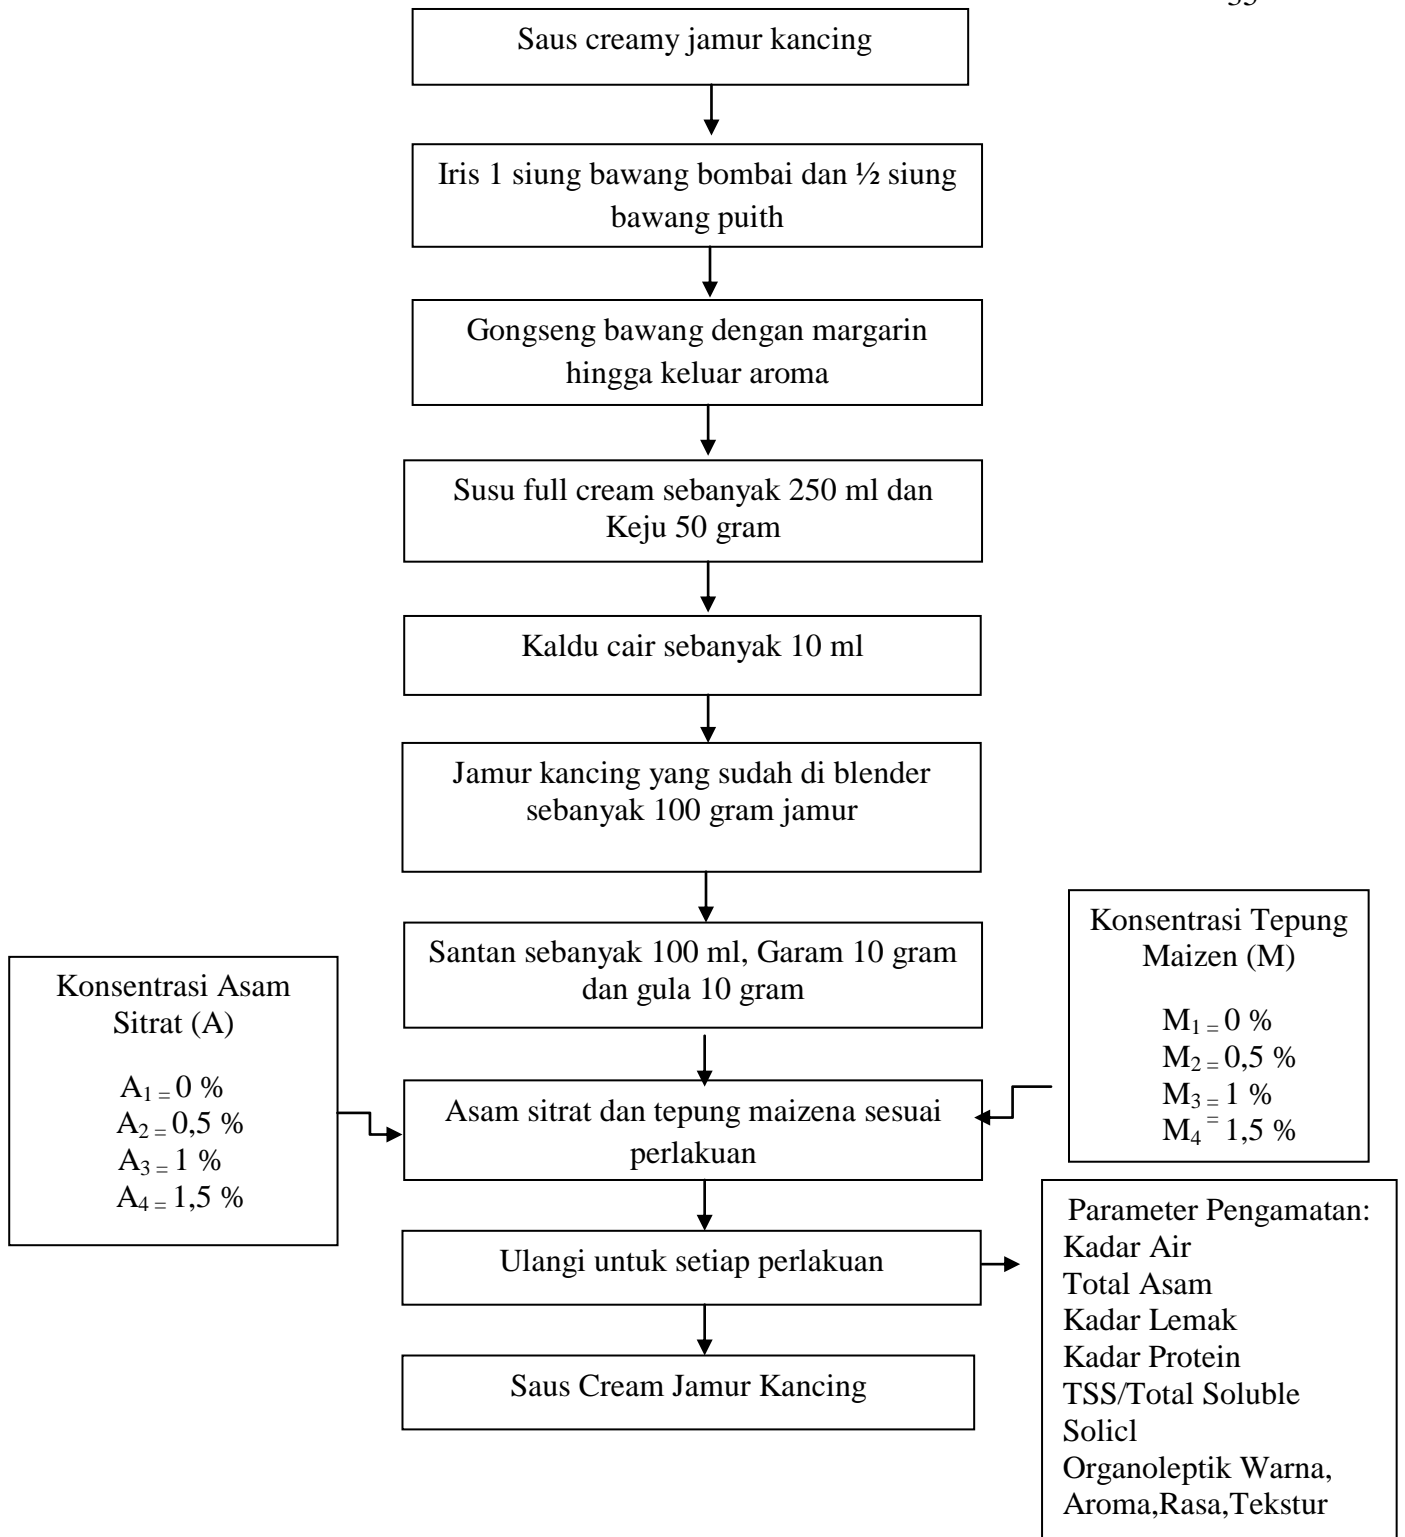 Saus creamy jamur kancing
Iris 1 siung bawang bombai dan ½ siung
bawang puith
Gongseng bawang dengan margarin
hingga keluar aroma
Susu full cream sebanyak 250 ml dan
Keju 50 gram
Kaldu cair sebanyak 10 ml
Jamur kancing yang sudah di blender
sebanyak 100 gram jamur
Santan sebanyak 100 ml, Garam 10 gram
dan gula 10 gram
Konsentrasi Asam
Sitrat (A)
A1 = 0 %
A2 = 0,5 %
A3 = 1 %
A4 = 1,5 %
Konsentrasi Tepung
Maizen (M)
M1 = 0 %
M2 = 0,5 %
M3 = 1 %
M4 = 1,5 %
Asam sitrat dan tepung maizena sesuai
perlakuan
Ulangi untuk setiap perlakuan
Parameter Pengamatan:
Kadar Air
Total Asam
Kadar Lemak
Kadar Protein
TSS/Total Soluble
Solicl
Organoleptik Warna,
Aroma,Rasa,Tekstur
Saus Cream Jamur Kancing